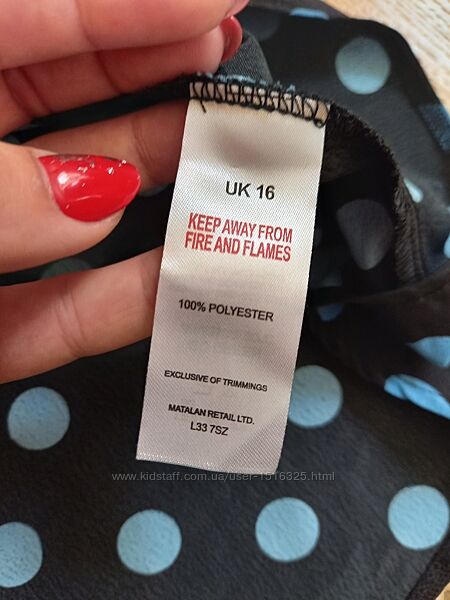 UK 16
KEEP AWAY FROM
FIRE AND FLAMES
100% POLYESTER
EXCLUSIVE OF TRIMMINGS
MATALAN RETAIL LTD.
L33 7SZ
www.kidstaff.com.ua/user-1516325.html